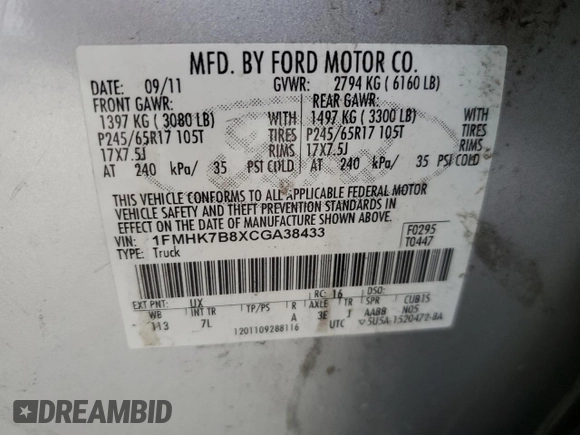 MFD. BY FORD MOTOR CO.
DATE: 09/11 GVWR: 2794 KG ( 6160 LB)
FRONT GAWR: REAR GAWR:
1397 KG ( 3080 LB) WITH 1497 KG ( 3300 LB) WITH
P245/65R17 105T TIRES P245/65R17 105T TIRES
17X7.5J RIMS 17X7.5J RIMS
AT 240 kPa/ 35 PSI COLD AT 240 kPa/ 35 PSI COLD
THIS VEHICLE CONFORMS TO ALL APPLICABLE FEDERAL MOTOR
VEHICLE SAFETY AND THEFT PREVENTION STANDARDS IN
EFFECT ON THE DATE OF MANUFACTURE SHOWN ABOVE.
VIN: 1FMHK7B8XCGA38433 F0295
TYPE: Truck T0447
EXT PNT: UX RC: 16 DSO:
WB INT TR TP/PS R AXLE TR SPR CUBIS
113 7L A 3E J AABB N05
1201109288116 UTC 5U5A-1520472-BA
DREAMBID